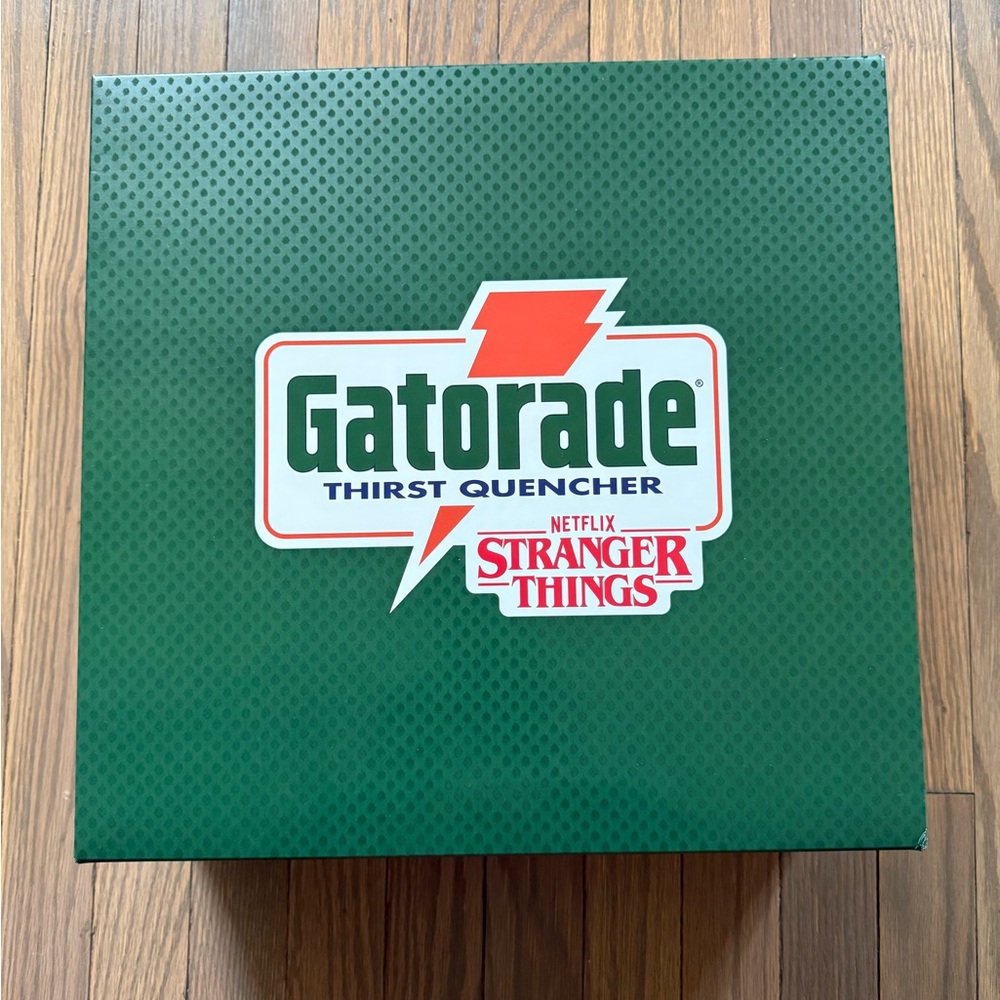 Gatorade®
THIRST QUENCHER
NETFLIX
STRANGER
THINGS